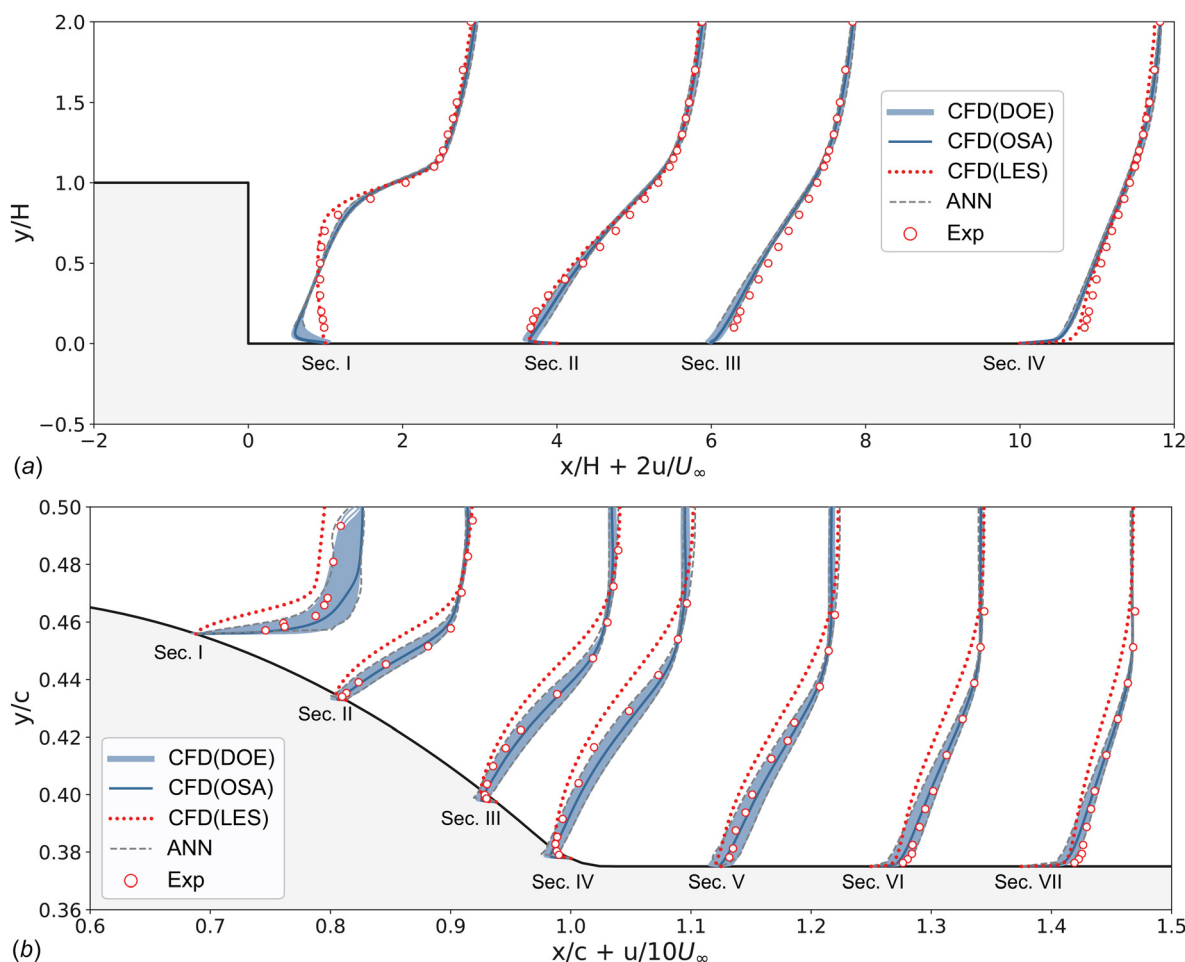 2.0
1.5
1.0
0.5
0.0
−0.5
y/H
CFD(DOE)
CFD(OSA)
CFD(LES)
ANN
Exp
Sec. I
Sec. II
Sec. III
Sec. IV
−2
0
2
4
6
8
10
12
(a)
x/H + 2u/U∞
0.50
0.48
0.46
0.44
0.42
0.40
0.38
0.36
y/c
Sec. I
Sec. II
Sec. III
Sec. IV
Sec. V
Sec. VI
Sec. VII
CFD(DOE)
CFD(OSA)
CFD(LES)
ANN
Exp
0.6
0.7
0.8
0.9
1.0
1.1
1.2
1.3
1.4
1.5
(b)
x/c + u/10U∞